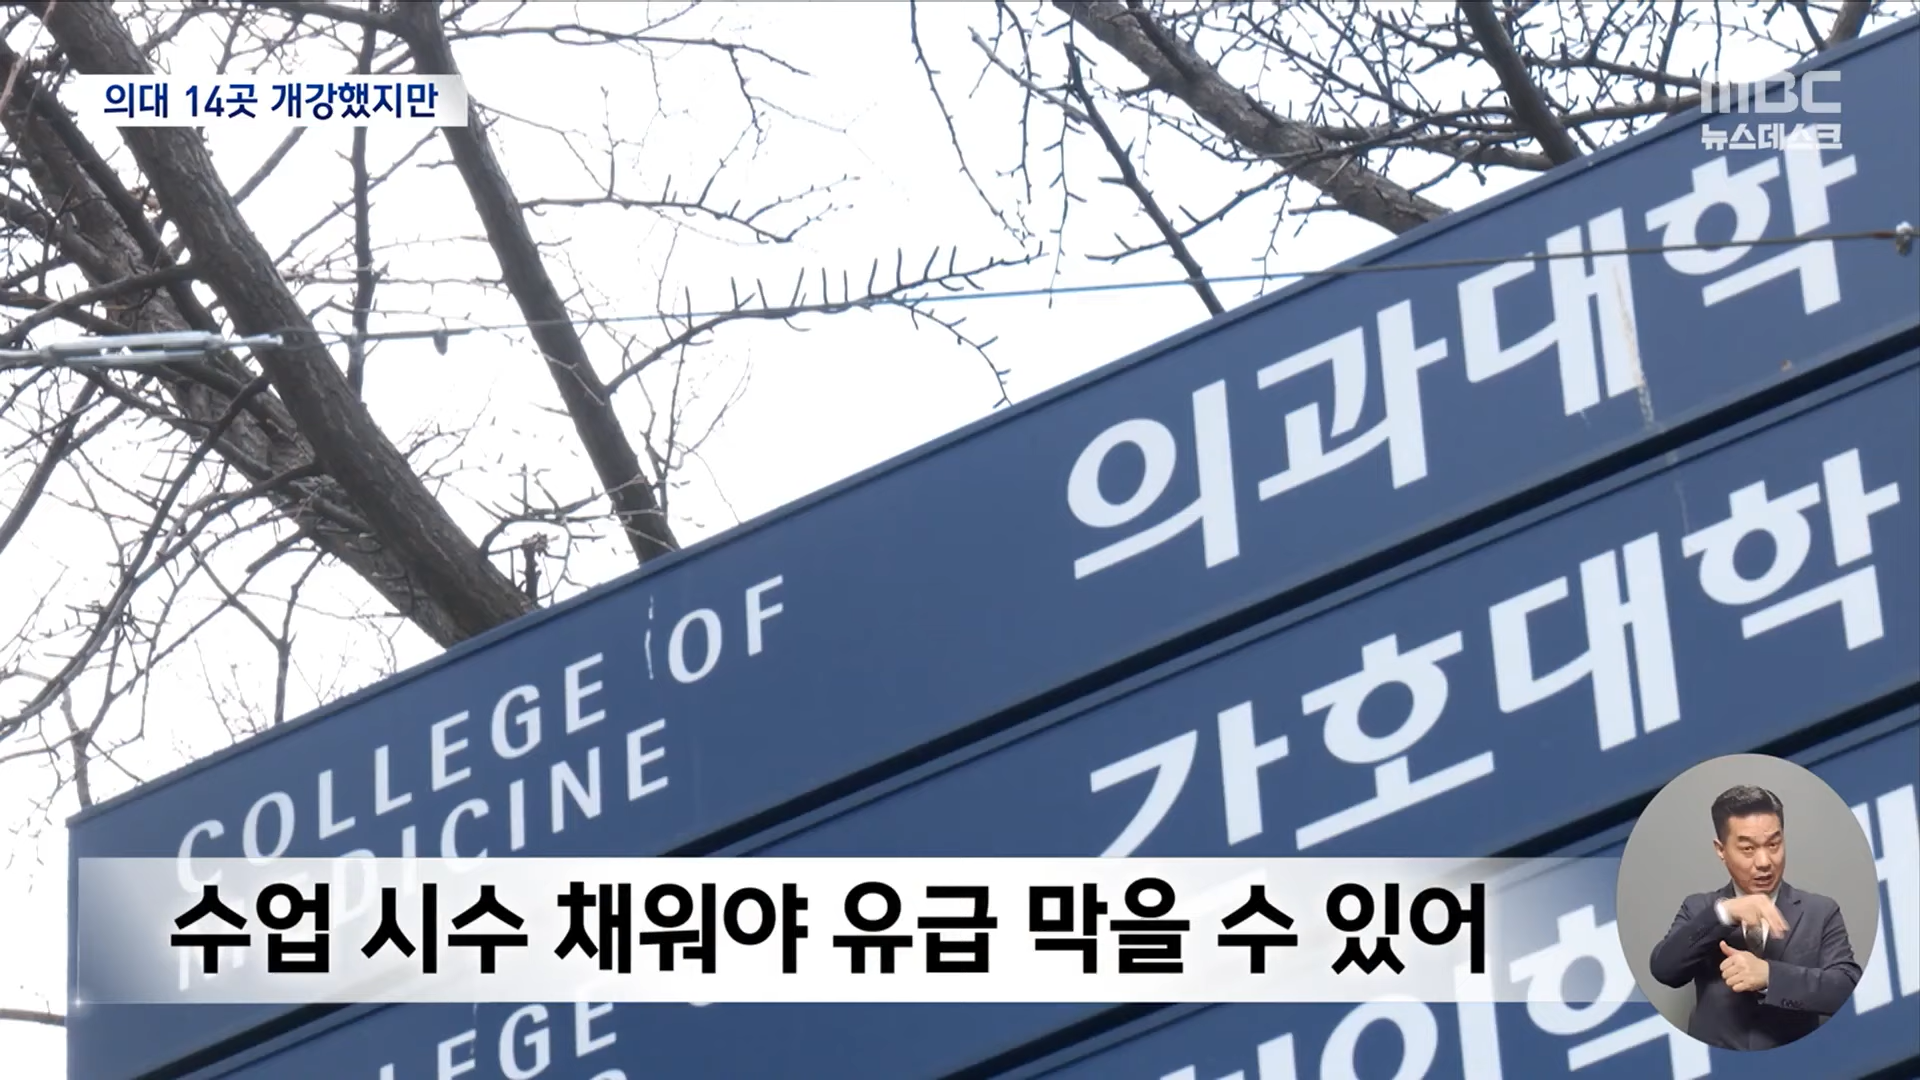 의대 14곳 개강했지만
MBC
뉴스데스크
의과대학
COLLEGE OF
MEDICINE
간호대학
수업 시수 채워야 유급 막을 수 있어